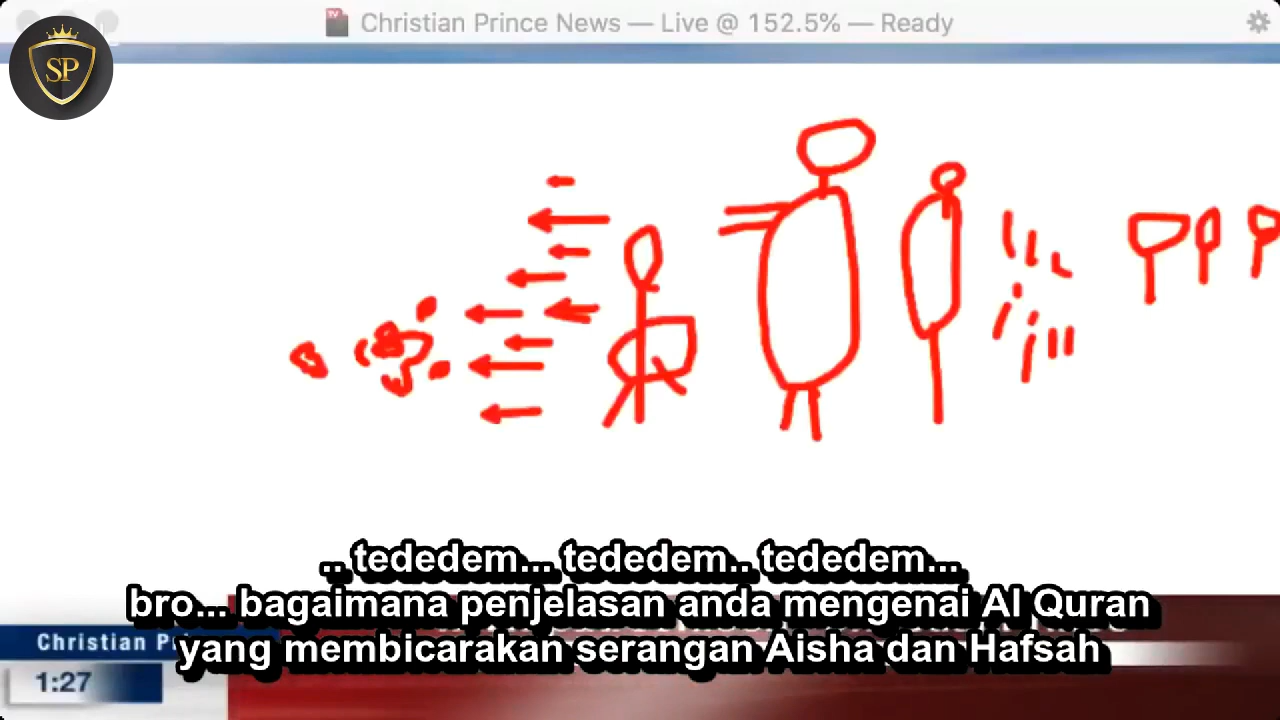 Christian Prince News — Live @ 152.5% — Ready
SP
.. tededem... tededem.. tededem...
bro... bagaimana penjelasan anda mengenai Al Quran
yang membicarakan serangan Aisha dan Hafsah
Christian
1:27